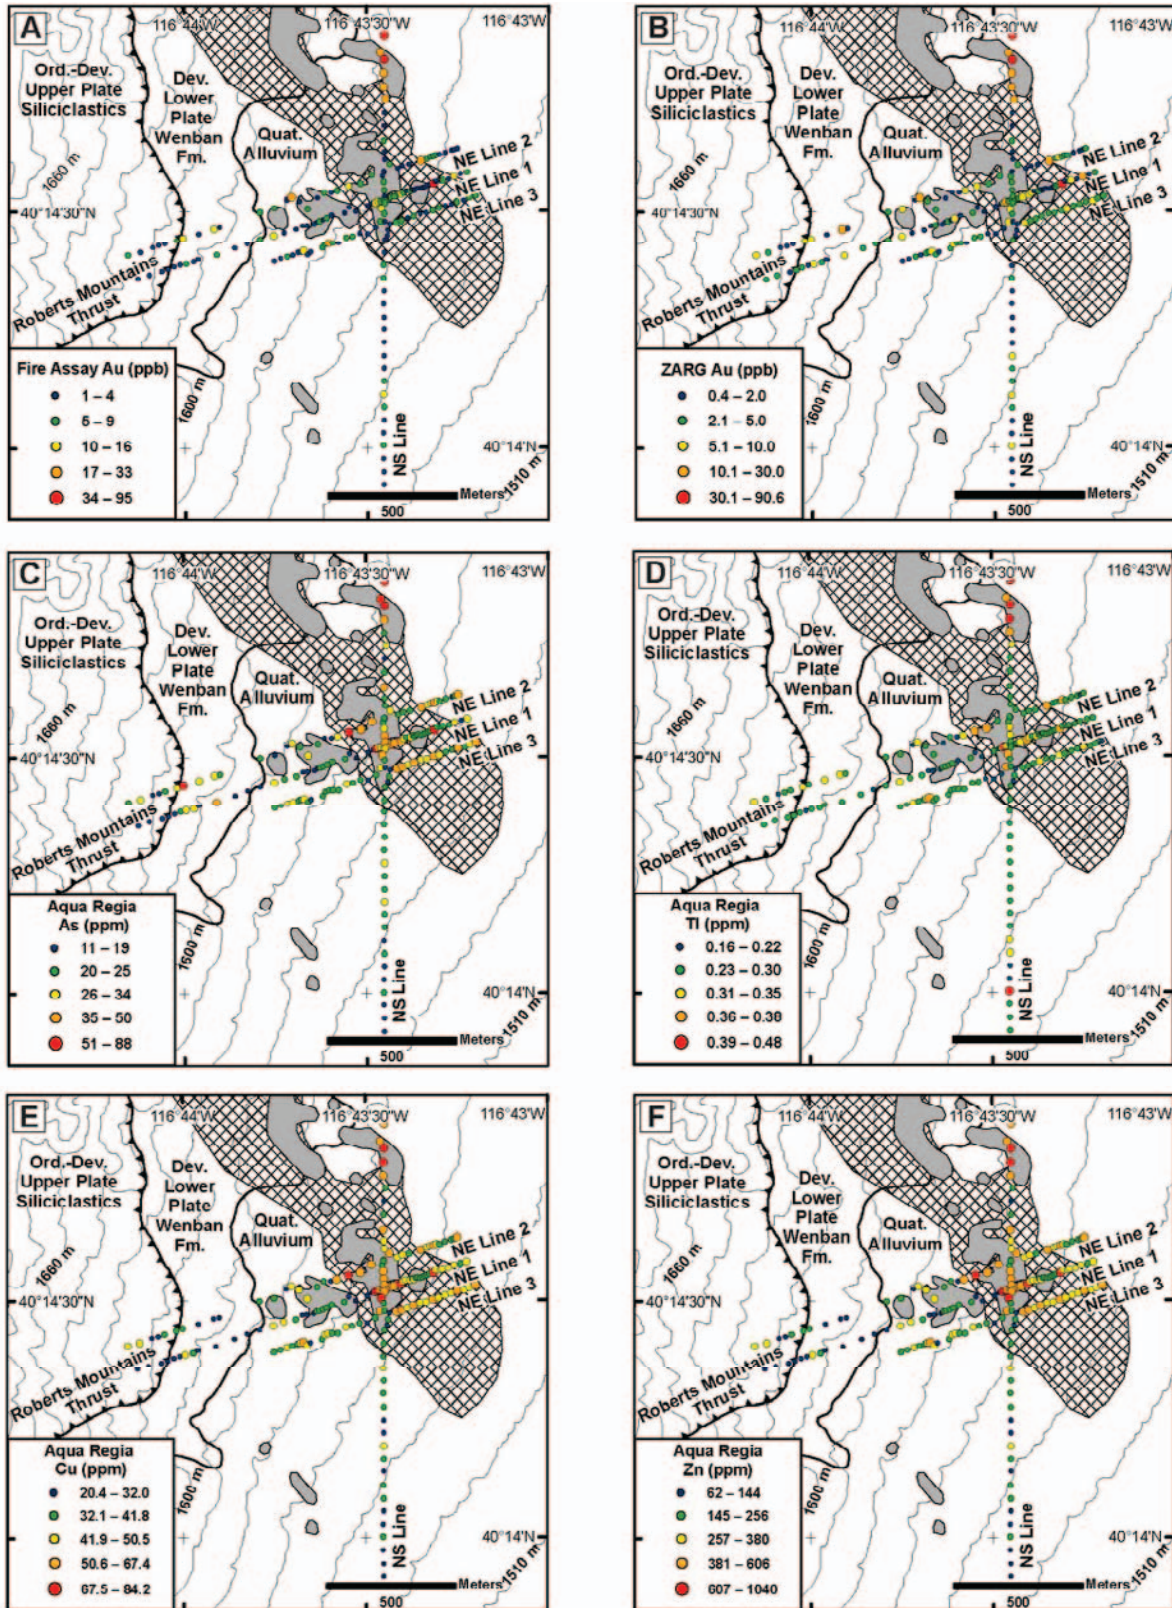 A
116°44'W
116°43'30"W
116°43'W
Ord.-Dev.
Upper Plate
Siliciclastics
Dev.
Lower
Plate
Wenban
Fm.
Quat.
Alluvium
1660 m
40°14'30"N
NE Line 2
NE Line 1
NE Line 3
Roberts Mountains
Thrust
Fire Assay Au (ppb)
1 – 4
5 – 9
10 – 16
17 – 33
34 – 95
1600 m
NS Line
40°14'N
1510 m
Meters
500
B
116°44'W
116°43'30"W
116°43'W
Ord.-Dev.
Upper Plate
Siliciclastics
Dev.
Lower
Plate
Wenban
Fm.
Quat.
Alluvium
1660 m
40°14'30"N
NE Line 2
NE Line 1
NE Line 3
Roberts Mountains
Thrust
ZARG Au (ppb)
0.4 – 2.0
2.1 – 5.0
5.1 – 10.0
10.1 – 30.0
30.1 – 90.6
1600 m
NS Line
40°14'N
1510 m
Meters
500
C
116°44'W
116°43'30"W
116°43'W
Ord.-Dev.
Upper Plate
Siliciclastics
Dev.
Lower
Plate
Wenban
Fm.
Quat.
Alluvium
1660 m
40°14'30"N
NE Line 2
NE Line 1
NE Line 3
Roberts Mountains
Thrust
Aqua Regia
As (ppm)
11 – 19
20 – 25
26 – 34
35 – 50
51 – 88
1600 m
NS Line
40°14'N
1510 m
Meters
500
D
116°44'W
116°43'30"W
116°43'W
Ord.-Dev.
Upper Plate
Siliciclastics
Dev.
Lower
Plate
Wenban
Fm.
Quat.
Alluvium
1660 m
40°14'30"N
NE Line 2
NE Line 1
NE Line 3
Roberts Mountains
Thrust
Aqua Regia
Tl (ppm)
0.16 – 0.22
0.23 – 0.30
0.31 – 0.35
0.36 – 0.38
0.39 – 0.48
1600 m
NS Line
40°14'N
1510 m
Meters
500
E
116°44'W
116°43'30"W
116°43'W
Ord.-Dev.
Upper Plate
Siliciclastics
Dev.
Lower
Plate
Wenban
Fm.
Quat.
Alluvium
1660 m
40°14'30"N
NE Line 2
NE Line 1
NE Line 3
Roberts Mountains
Thrust
Aqua Regia
Cu (ppm)
20.4 – 32.0
32.1 – 41.8
41.9 – 50.5
50.6 – 67.4
67.5 – 84.2
1600 m
NS Line
40°14'N
1510 m
Meters
500
F
116°44'W
116°43'30"W
116°43'W
Ord.-Dev.
Upper Plate
Siliciclastics
Dev.
Lower
Plate
Wenban
Fm.
Quat.
Alluvium
1660 m
40°14'30"N
NE Line 2
NE Line 1
NE Line 3
Roberts Mountains
Thrust
Aqua Regia
Zn (ppm)
62 – 144
145 – 256
257 – 380
381 – 606
607 – 1040
1600 m
NS Line
40°14'N
1510 m
Meters
500